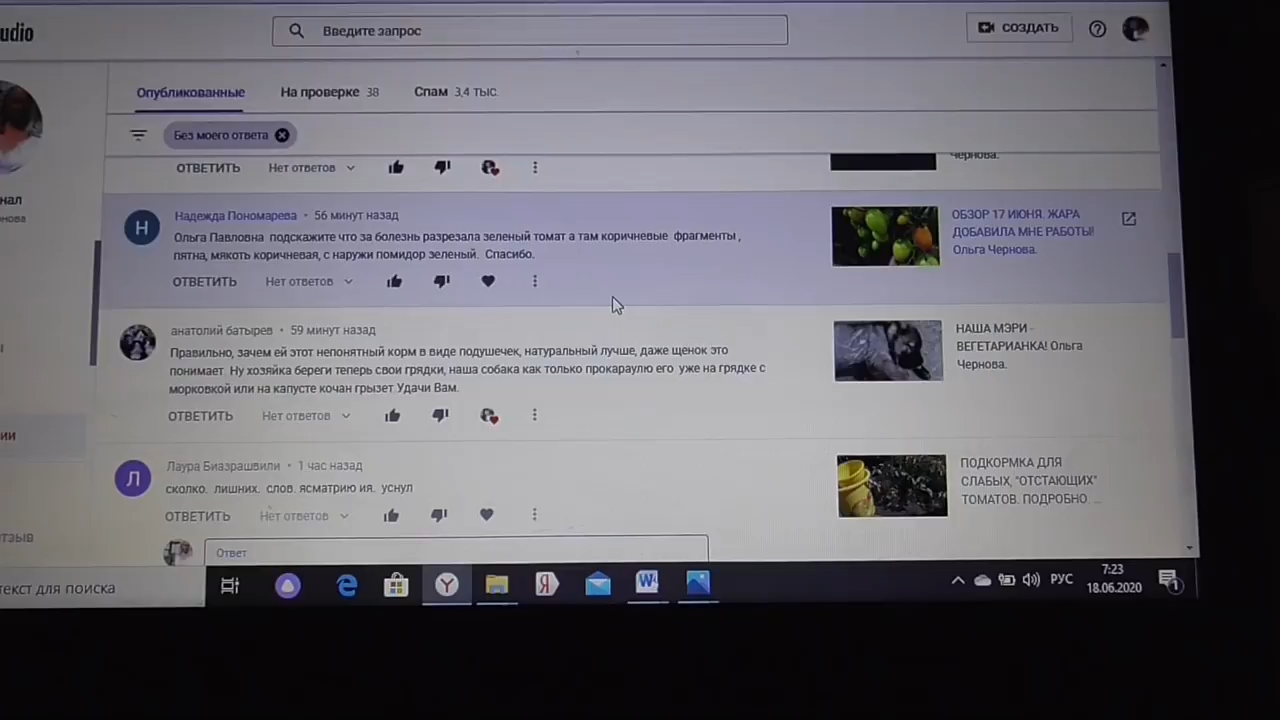 udio
Введите запрос
СОЗДАТЬ
нал
нова
ии
тзыв
Опубликованные
На проверке 38
Спам 3,4 тыс.
Без моего ответа
ОТВЕТИТЬ Нет ответов
Чернова.
Н
Надежда Пономарева • 56 минут назад
Ольга Павловна подскажите что за болезнь разрезала зеленый томат а там коричневые фрагменты ,
пятна, мякоть коричневая, с наружи помидор зеленый. Спасибо.
ОТВЕТИТЬ Нет ответов
ОБЗОР 17 ИЮНЯ. ЖАРА
ДОБАВИЛА МНЕ РАБОТЫ!
Ольга Чернова.
анатолий батырев • 59 минут назад
Правильно, зачем ей этот непонятный корм в виде подушечек, натуральный лучше, даже щенок это
понимает. Ну хозяйка береги теперь свои грядки, наша собака как только прокараулю его уже на грядке с
морковкой или на капусте кочан грызет Удачи Вам.
ОТВЕТИТЬ Нет ответов
НАША МЭРИ -
ВЕГЕТАРИАНКА! Ольга
Чернова.
Л
Лаура Биазрашвили • 1 час назад
сколко. лишних. слов. ясматрию ия. уснул
ОТВЕТИТЬ Нет ответов
ПОДКОРМКА ДЛЯ
СЛАБЫХ, "ОТСТАЮЩИХ"
ТОМАТОВ. ПОДРОБНО. ...
Ответ
текст для поиска
Y
Я
W
РУС
7:23
18.06.2020
1